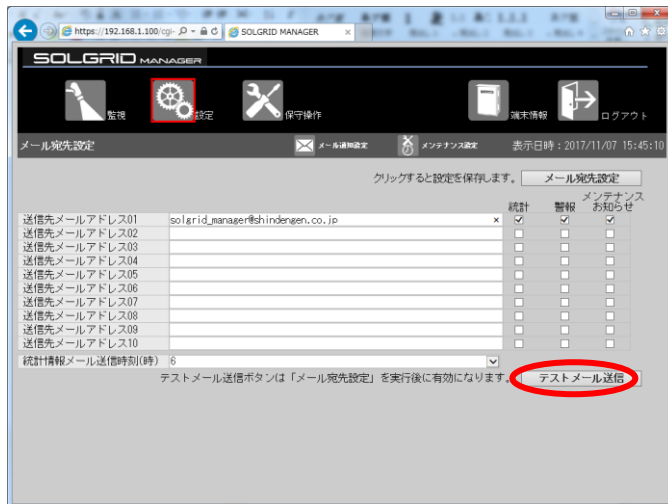 https://192.168.1.100/cgi-
SOLGRID MANAGER
SOLGRID MANAGER
監視
設定
保守操作
端末情報
ログアウト
メール宛先設定
メール通知設定
メンテナンス設定
表示日時：2017/11/07 15:45:10
クリックすると設定を保存します。
メール宛先設定
統計
警報
メンテナンスお知らせ
送信先メールアドレス01 solgrid_manager@shindengen.co.jp
送信先メールアドレス02
送信先メールアドレス03
送信先メールアドレス04
送信先メールアドレス05
送信先メールアドレス06
送信先メールアドレス07
送信先メールアドレス08
送信先メールアドレス09
送信先メールアドレス10
統計情報メール送信時刻(時) 6
テストメール送信ボタンは「メール宛先設定」を実行後に有効になります。
テストメール送信